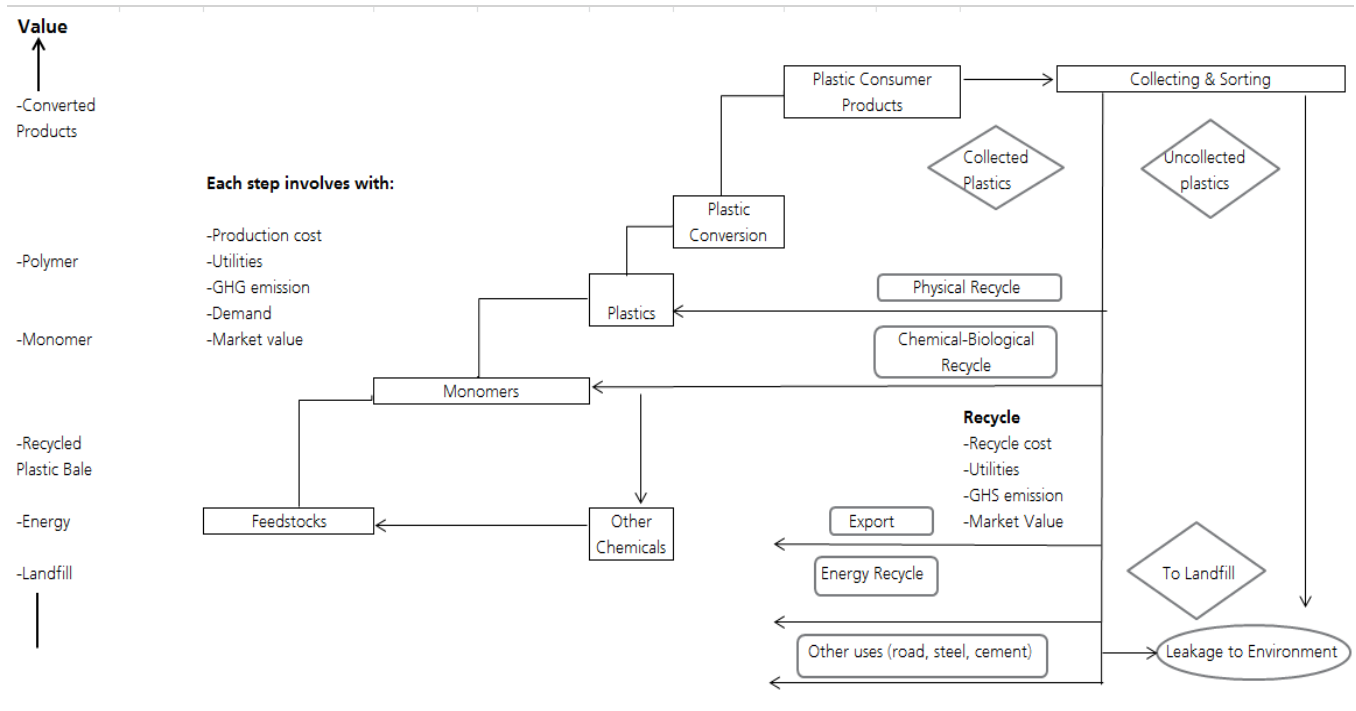 Value
-Converted
Products
-Polymer
-Monomer
-Recycled
Plastic Bale
-Energy
-Landfill
Each step involves with:
-Production cost
-Utilities
-GHG emission
-Demand
-Market value
Plastic Consumer
Products
Collecting & Sorting
Collected
Plastics
Uncollected
plastics
Plastic
Conversion
Physical Recycle
Plastics
Chemical-Biological
Recycle
Monomers
Recycle
-Recycle cost
-Utilities
-GHS emission
-Market Value
Feedstocks
Other
Chemicals
Export
Energy Recycle
To Landfill
Other uses (road, steel, cement)
Leakage to Environment